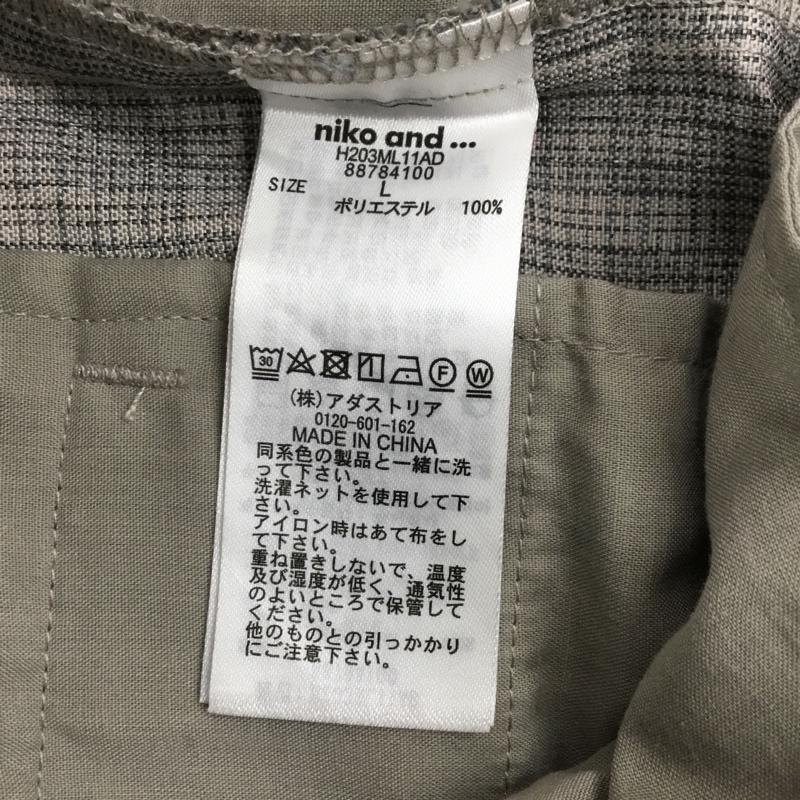 niko and ...
H203ML11AD
88784100
SIZE L
ポリエステル 100%
30
F W
(株)アダストリア
0120-601-162
MADE IN CHINA
同系色の製品と一緒に洗
って下さい。
洗濯ネットを使用して下
さい。
アイロン時はあて布をし
て下さい。
重ね置きしないで、温度
及び湿度が低く、通気性
のよいところで保管して
ください。
他のものとの引っかかり
にご注意下さい。